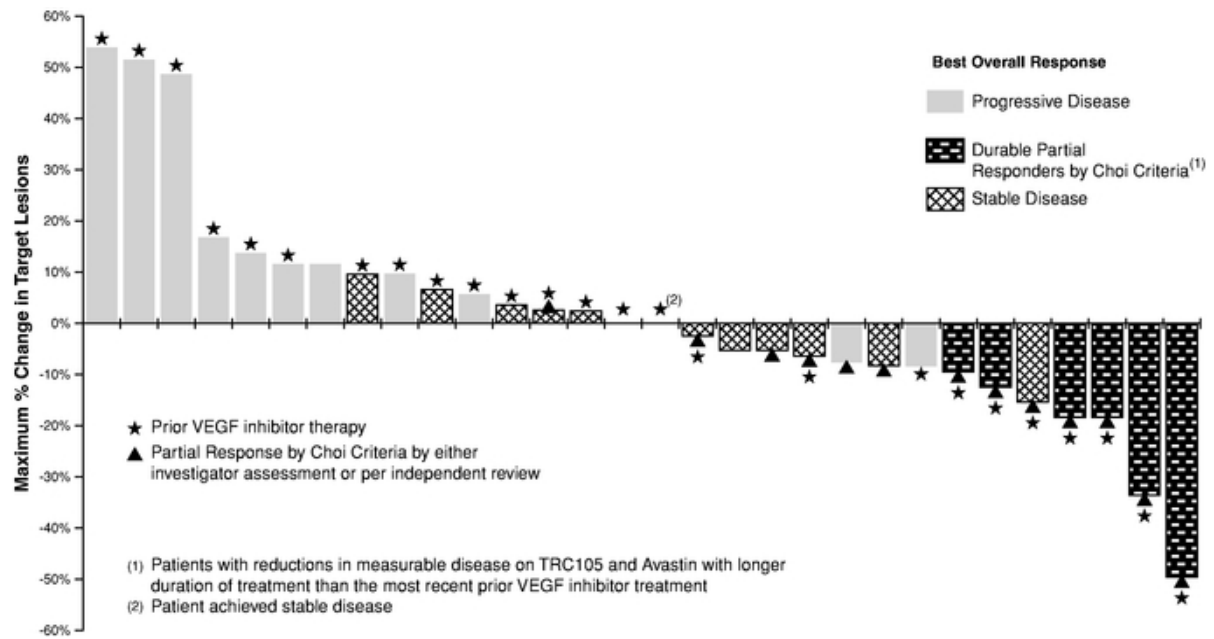 Maximum % Change in Target Lesions
60%
50%
40%
30%
20%
10%
0%
-10%
-20%
-30%
-40%
-50%
-60%
(2)
Best Overall Response
Progressive Disease
Durable Partial
Responders by Choi Criteria(1)
Stable Disease
★ Prior VEGF inhibitor therapy
▲ Partial Response by Choi Criteria by either
investigator assessment or per independent review
(1) Patients with reductions in measurable disease on TRC105 and Avastin with longer
duration of treatment than the most recent prior VEGF inhibitor treatment
(2) Patient achieved stable disease